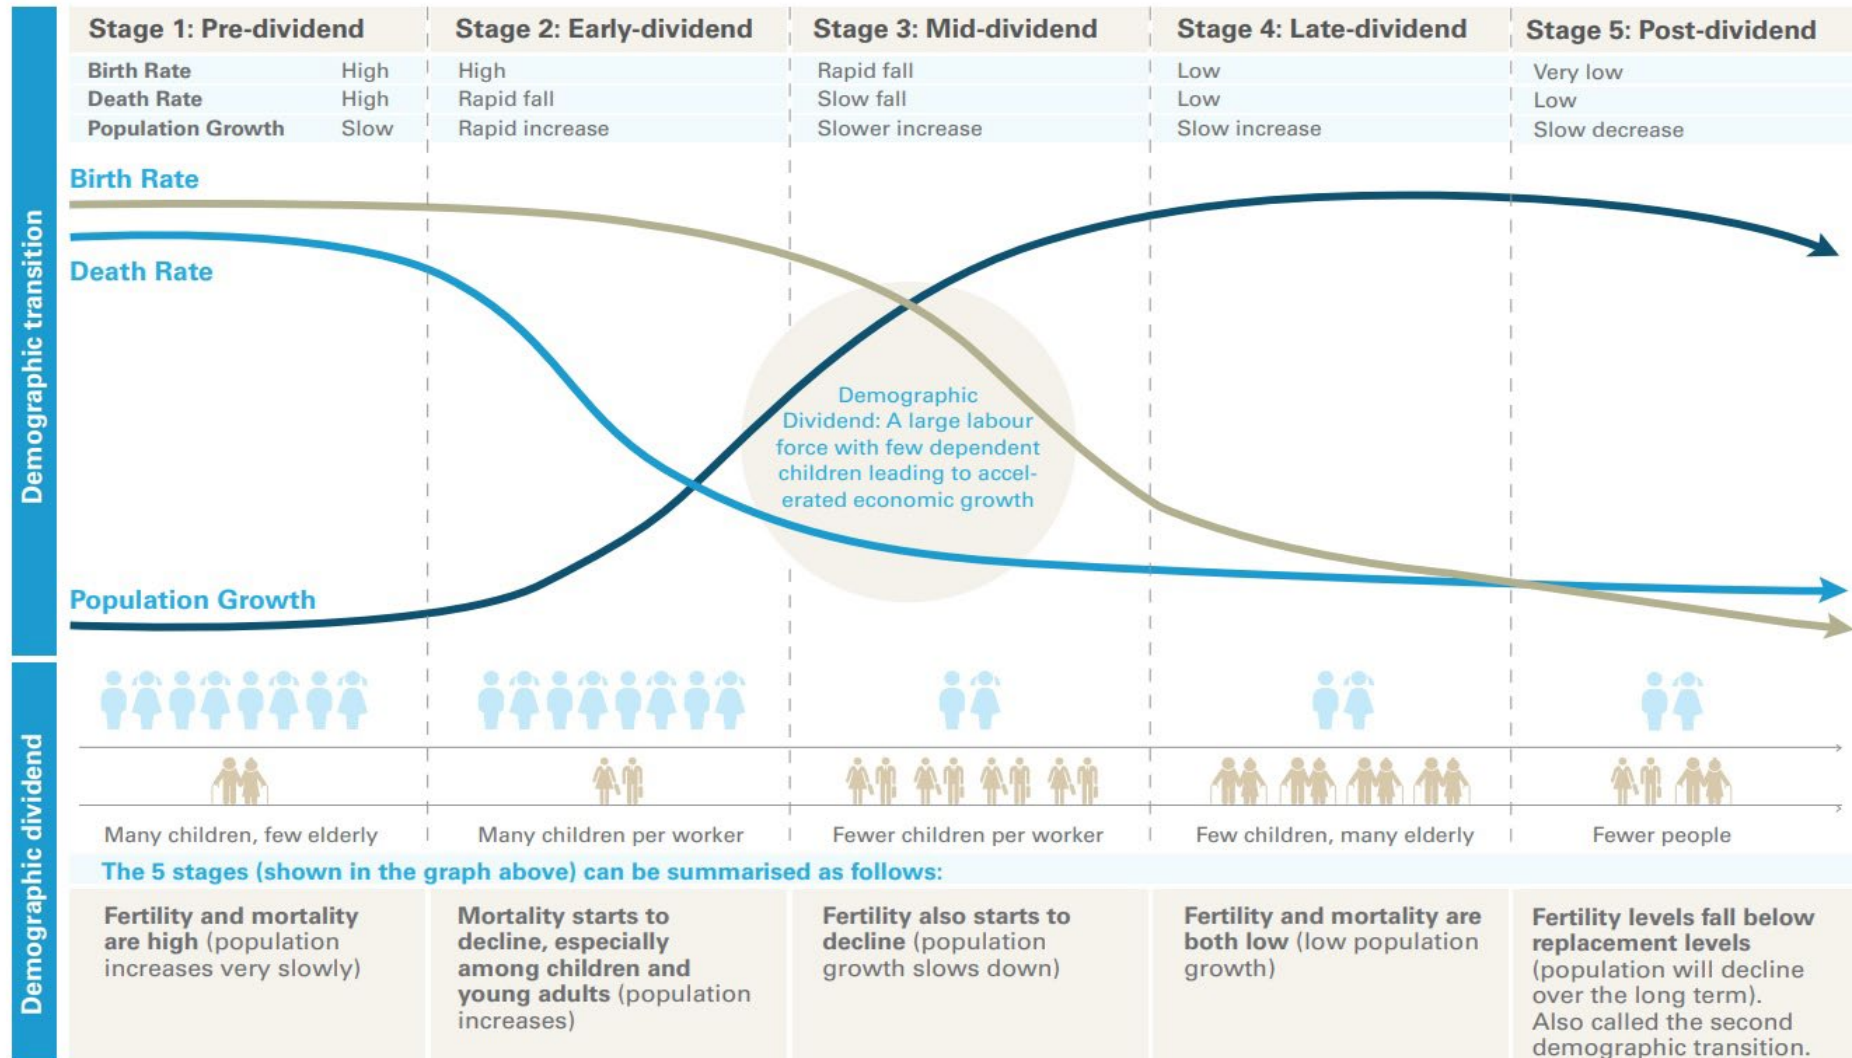 Demographic transition
Stage 1: Pre-dividend
Stage 2: Early-dividend
Stage 3: Mid-dividend
Stage 4: Late-dividend
Stage 5: Post-dividend
Birth Rate High High Rapid fall Low Very low
Death Rate High Rapid fall Slow fall Low Low
Population Growth Slow Rapid increase Slower increase Slow increase Slow decrease
Birth Rate
Death Rate
Demographic
Dividend: A large labour
force with few dependent
children leading to accel-
erated economic growth
Population Growth
Demographic dividend
Many children, few elderly
Many children per worker
Fewer children per worker
Few children, many elderly
Fewer people
The 5 stages (shown in the graph above) can be summarised as follows:
Fertility and mortality
are high (population
increases very slowly)
Mortality starts to
decline, especially
among children and
young adults (population
increases)
Fertility also starts to
decline (population
growth slows down)
Fertility and mortality are
both low (low population
growth)
Fertility levels fall below
replacement levels
(population will decline
over the long term).
Also called the second
demographic transition.